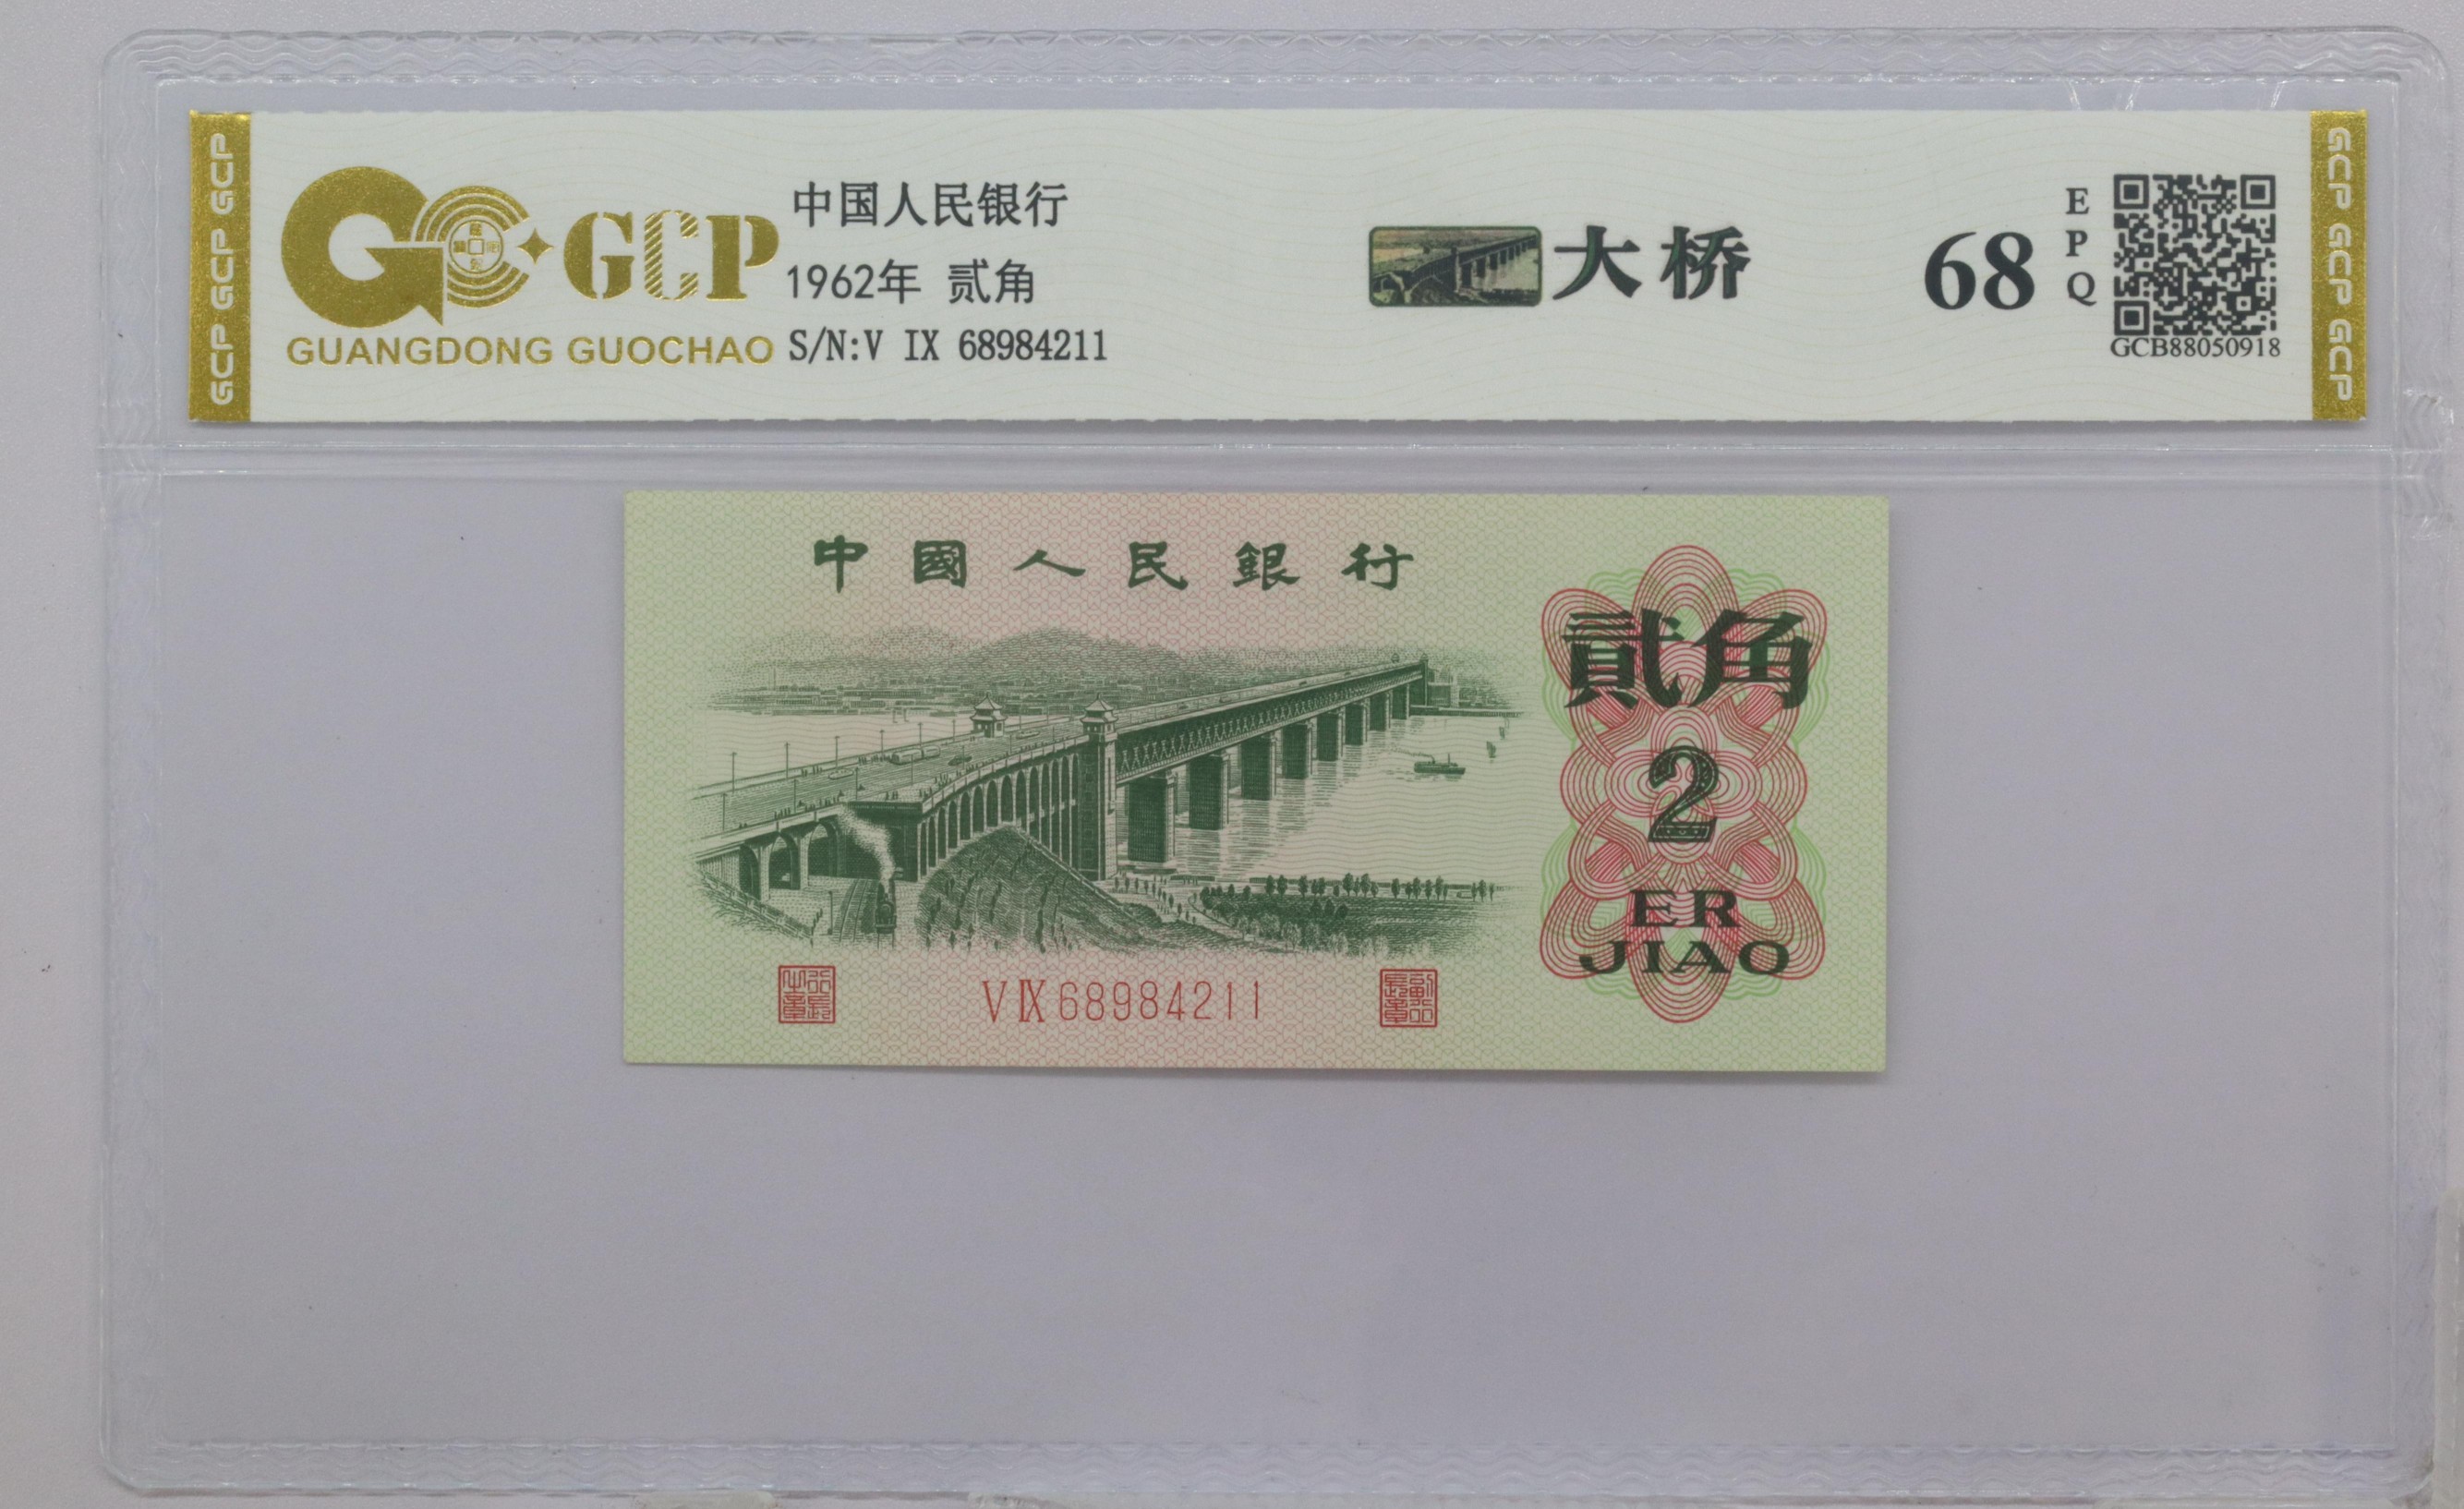 GCP GCP GCP
GCP
GUANGDONG GUOCHAO
中国人民银行
1962年 贰角
S/N:V IX 68984211
大桥
68
EPQ
GCB88050918
GCP GCP GCP
中國人民銀行
貳角
2
ER
JIAO
VⅨ68984211